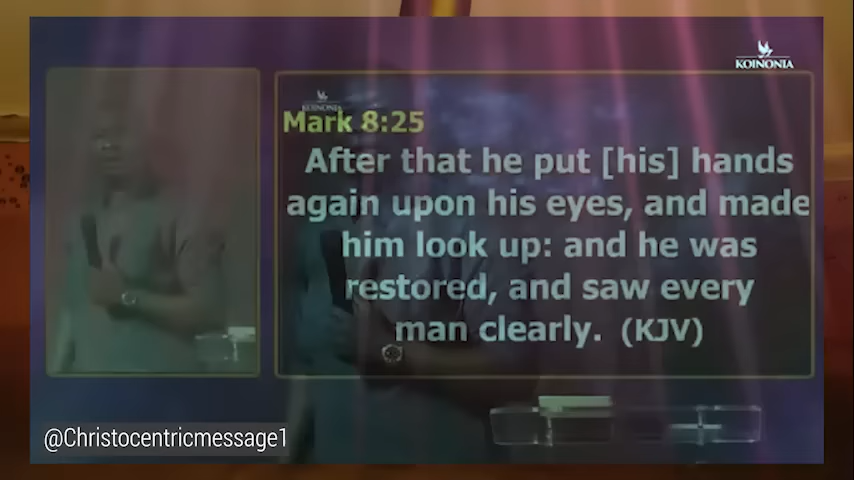 KOINONIA
KOINONIA
Mark 8:25
After that he put [his] hands
again upon his eyes, and made
him look up: and he was
restored, and saw every
man clearly. (KJV)
@Christocentricmessage1